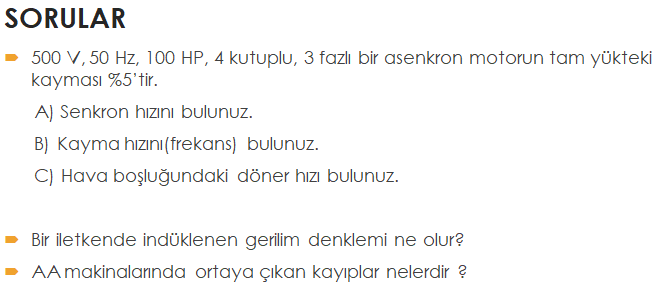 SORULAR
500 V, 50 Hz, 100 HP, 4 kutuplu, 3 fazlı bir asenkron motorun tam yükteki
kayması %5’tir.
A) Senkron hızını bulunuz.
B) Kayma hızını(frekans) bulunuz.
C) Hava boşluğundaki döner hızı bulunuz.
Bir iletkende indüklenen gerilim denklemi ne olur?
AA makinalarında ortaya çıkan kayıplar nelerdir ?